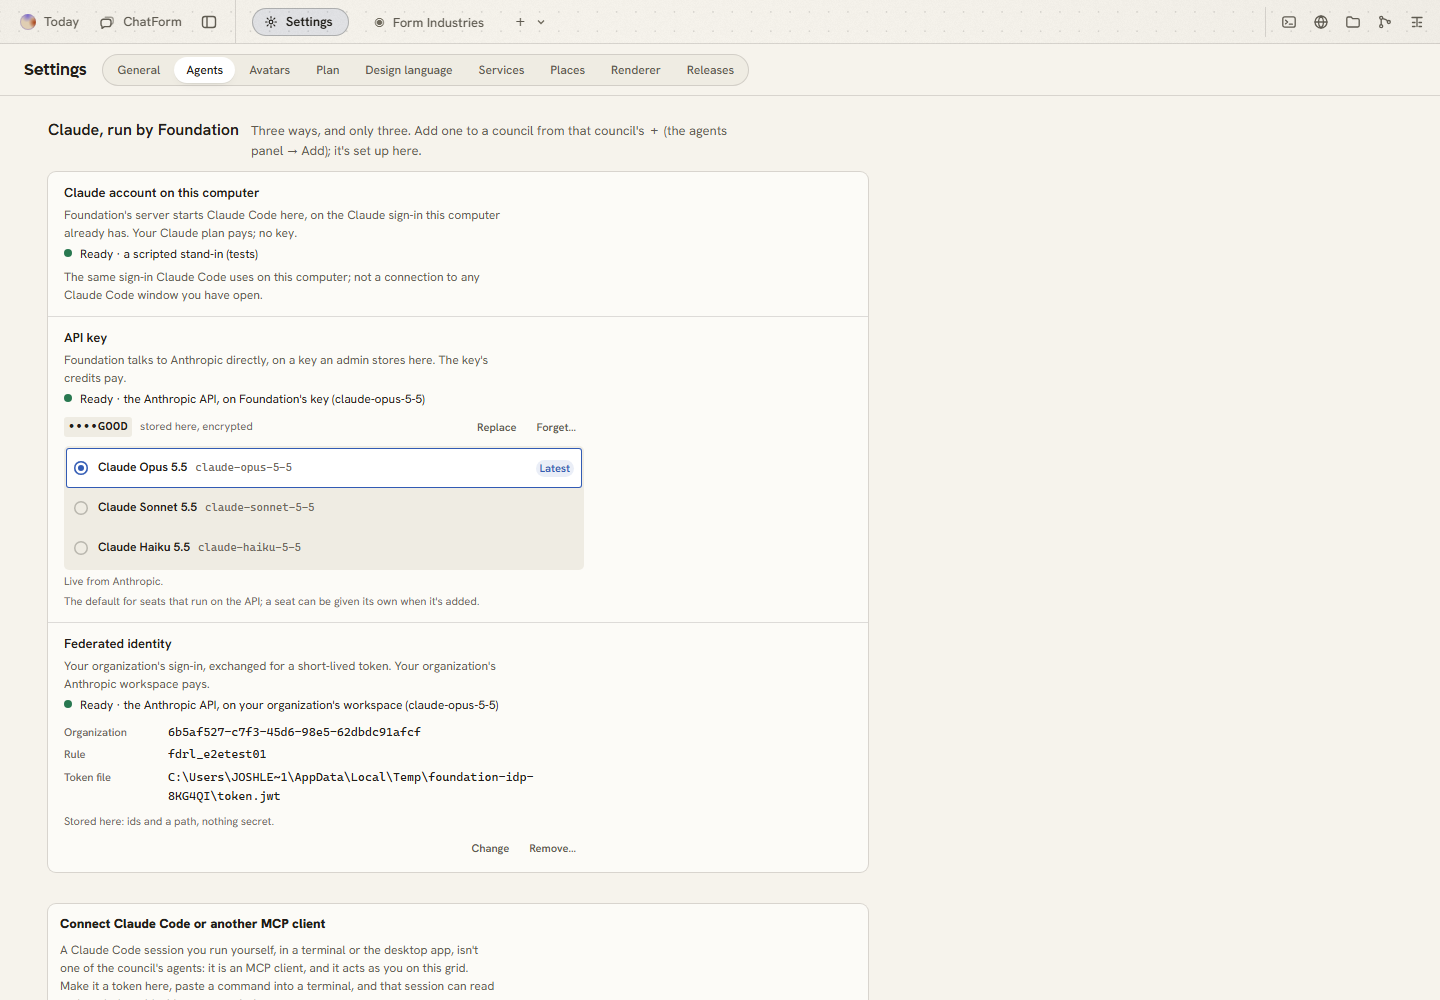 Today
ChatForm
Settings
Form Industries
Settings
General
Agents
Avatars
Plan
Design language
Services
Places
Renderer
Releases
Claude, run by Foundation
Three ways, and only three. Add one to a council from that council's + (the agents
panel → Add); it's set up here.
Claude account on this computer
Foundation's server starts Claude Code here, on the Claude sign-in this computer
already has. Your Claude plan pays; no key.
Ready · a scripted stand-in (tests)
The same sign-in Claude Code uses on this computer; not a connection to any
Claude Code window you have open.
API key
Foundation talks to Anthropic directly, on a key an admin stores here. The key's
credits pay.
Ready · the Anthropic API, on Foundation's key (claude-opus-5-5)
••••GOOD stored here, encrypted Replace Forget...
Claude Opus 5.5 claude-opus-5-5 Latest
Claude Sonnet 5.5 claude-sonnet-5-5
Claude Haiku 5.5 claude-haiku-5-5
Live from Anthropic.
The default for seats that run on the API; a seat can be given its own when it's added.
Federated identity
Your organization's sign-in, exchanged for a short-lived token. Your organization's
Anthropic workspace pays.
Ready · the Anthropic API, on your organization's workspace (claude-opus-5-5)
Organization 6b5af527-c7f3-45d6-98e5-62dbdc91afcf
Rule fdrl_e2etest01
Token file C:\Users\JOSHLE~1\AppData\Local\Temp\foundation-idp-
8KG4QI\token.jwt
Stored here: ids and a path, nothing secret.
Change Remove...
Connect Claude Code or another MCP client
A Claude Code session you run yourself, in a terminal or the desktop app, isn't
one of the council's agents: it is an MCP client, and it acts as you on this grid.
Make it a token here, paste a command into a terminal, and that session can read